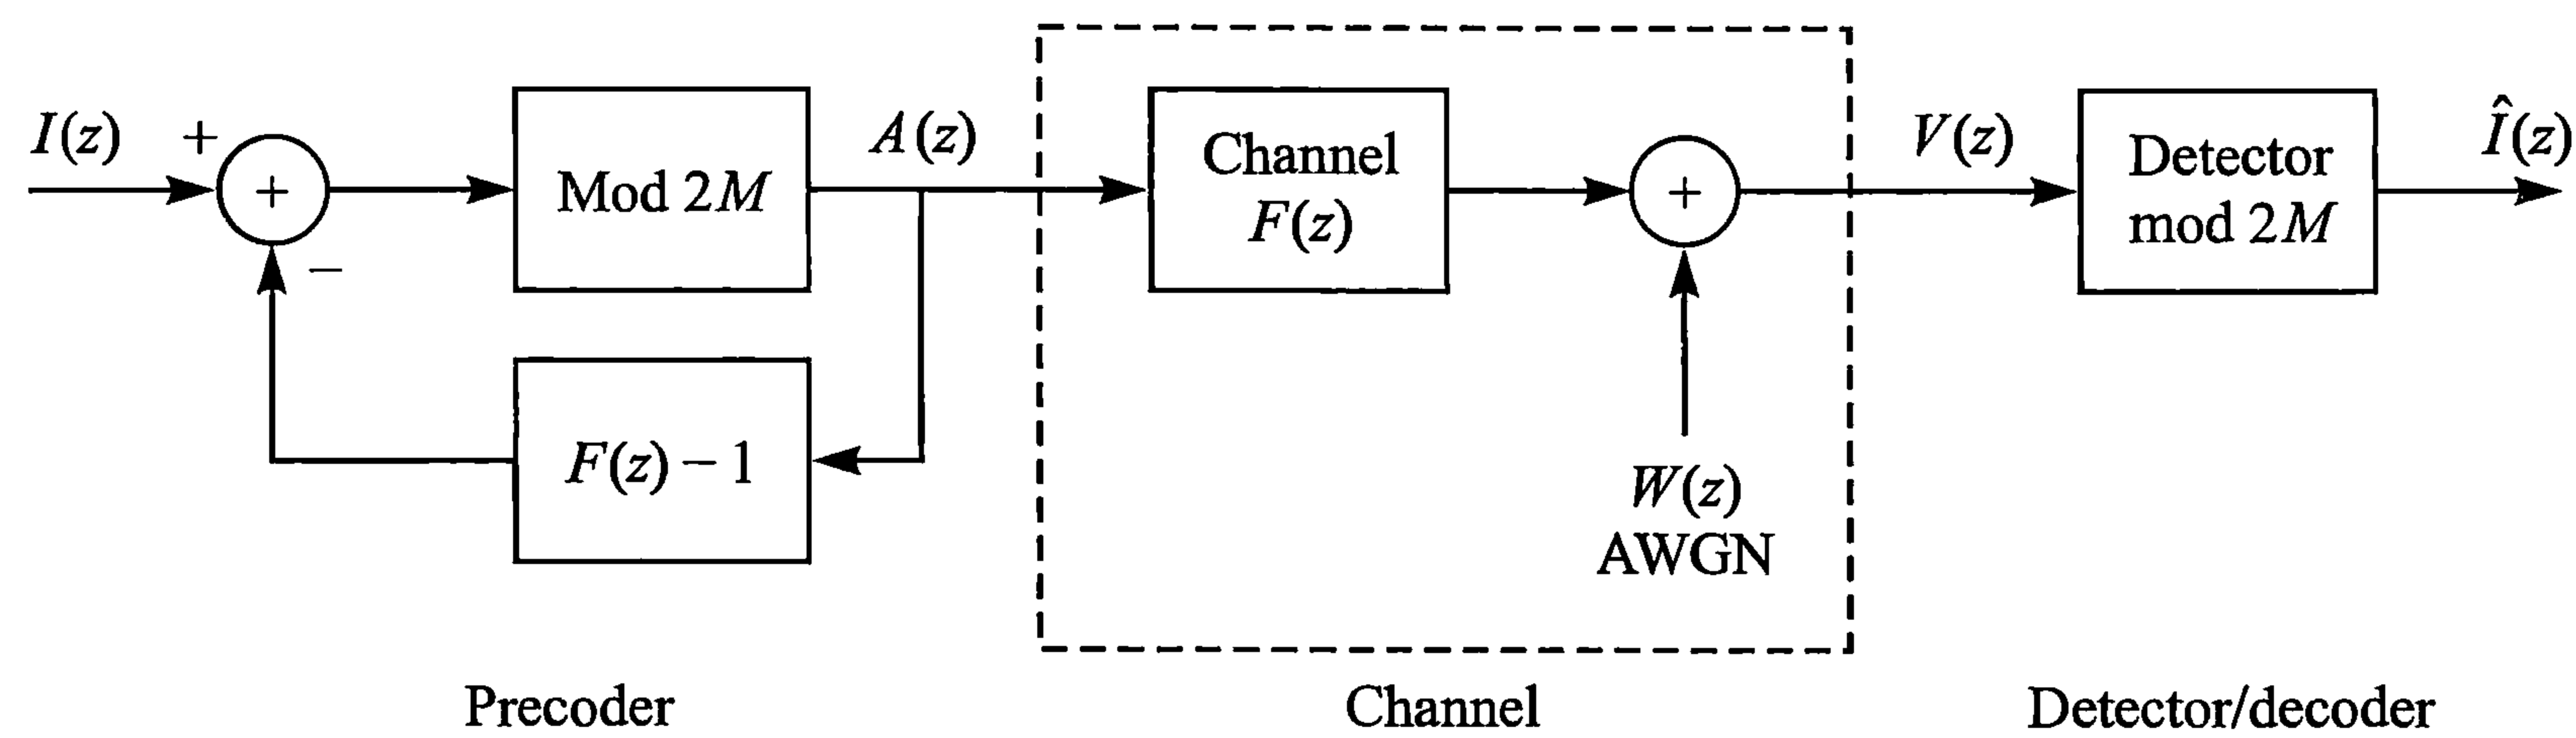 I(z)
+
+
−
Mod 2M
A(z)
F(z) − 1
Channel
F(z)
+
W(z)
AWGN
V(z)
Detector
mod 2M
Î(z)
Precoder
Channel
Detector/decoder